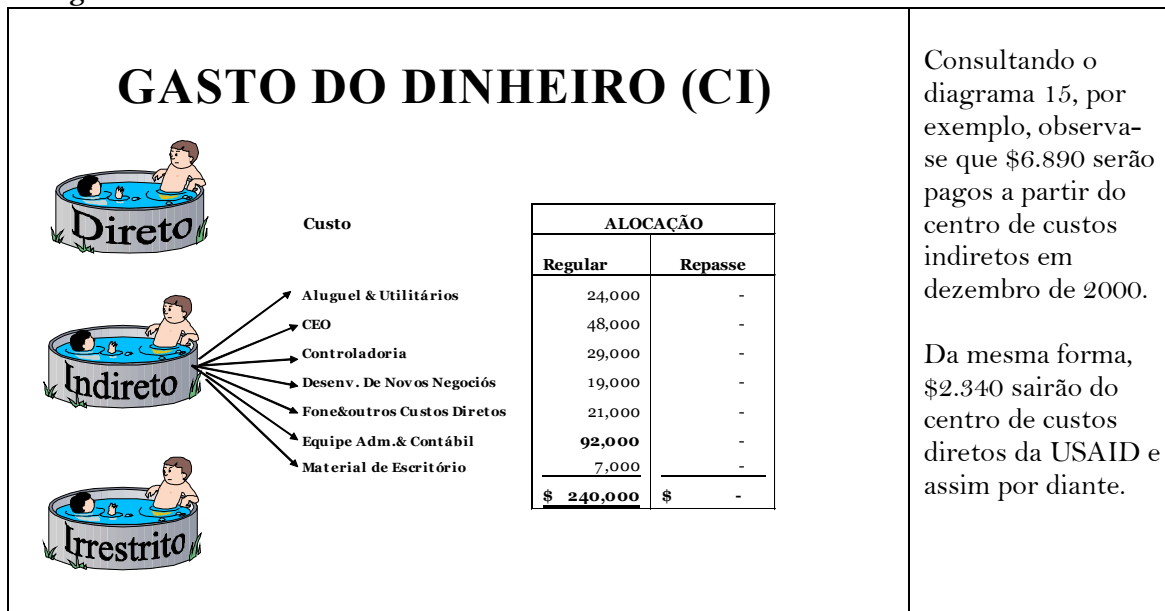 GASTO DO DINHEIRO (CI)
Direto
Indireto
Irrestrito
Custo
ALOCAÇÃO
Regular Repasse
Aluguel & Utilitários 24,000 -
CEO 48,000 -
Controladoria 29,000 -
Desenv. De Novos Negociós 19,000 -
Fone&outros Custos Diretos 21,000 -
Equipe Adm.& Contábil 92,000 -
Material de Escritório 7,000 -
$ 240,000 $ -
Consultando o
diagrama 15, por
exemplo, observa-
se que $6.890 serão
pagos a partir do
centro de custos
indiretos em
dezembro de 2000.
Da mesma forma,
$2.340 sairão do
centro de custos
diretos da USAID e
assim por diante.